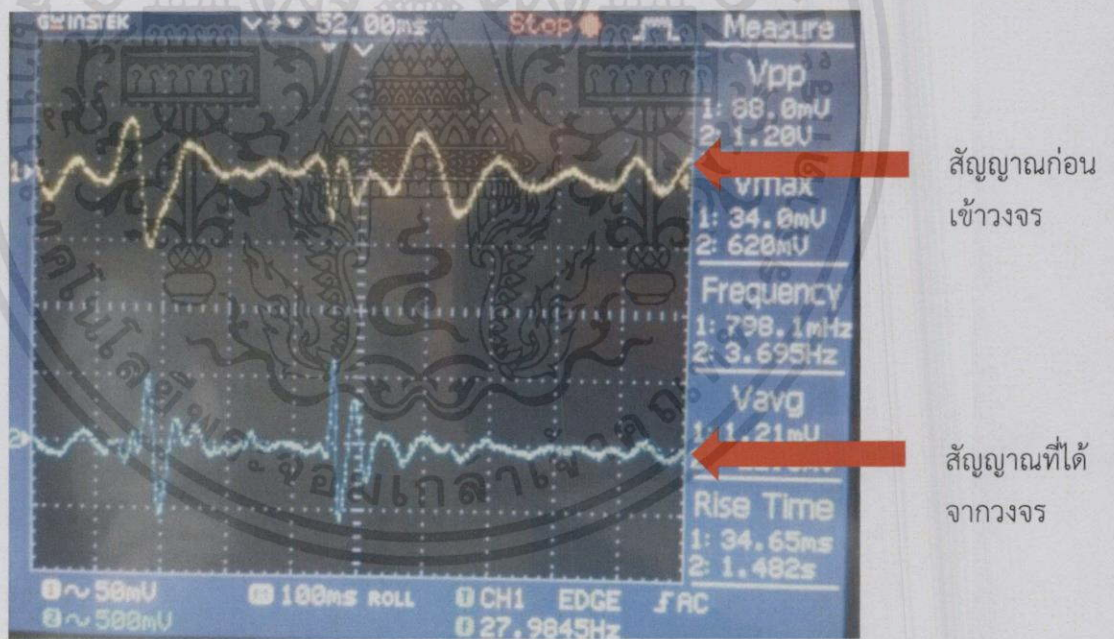 GWINSTEK 52.00ms Stop Measure
Vpp
1: 88.0mV
2: 1.20V
Vmax
1: 34.0mV
2: 620mV
Frequency
1: 798.1mHz
2: 3.695Hz
Vavg
1: 1.21mV
Rise Time
1: 34.65ms
2: 1.482s
1
2
1 ~ 50mV 100ms ROLL CH1 EDGE AC
2 ~ 500mV 27.9845Hz
สัญญาณก่อน
เข้าวงจร
สัญญาณที่ได้
จากวงจร